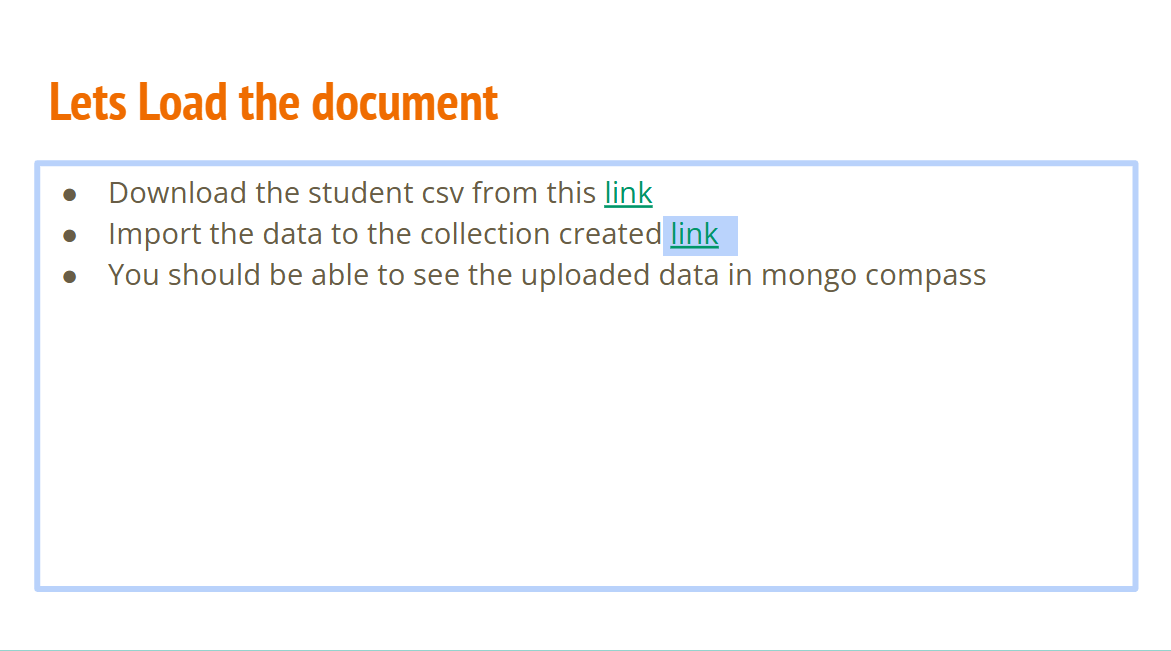 Lets Load the document
● Download the student csv from this link
● Import the data to the collection created link
● You should be able to see the uploaded data in mongo compass